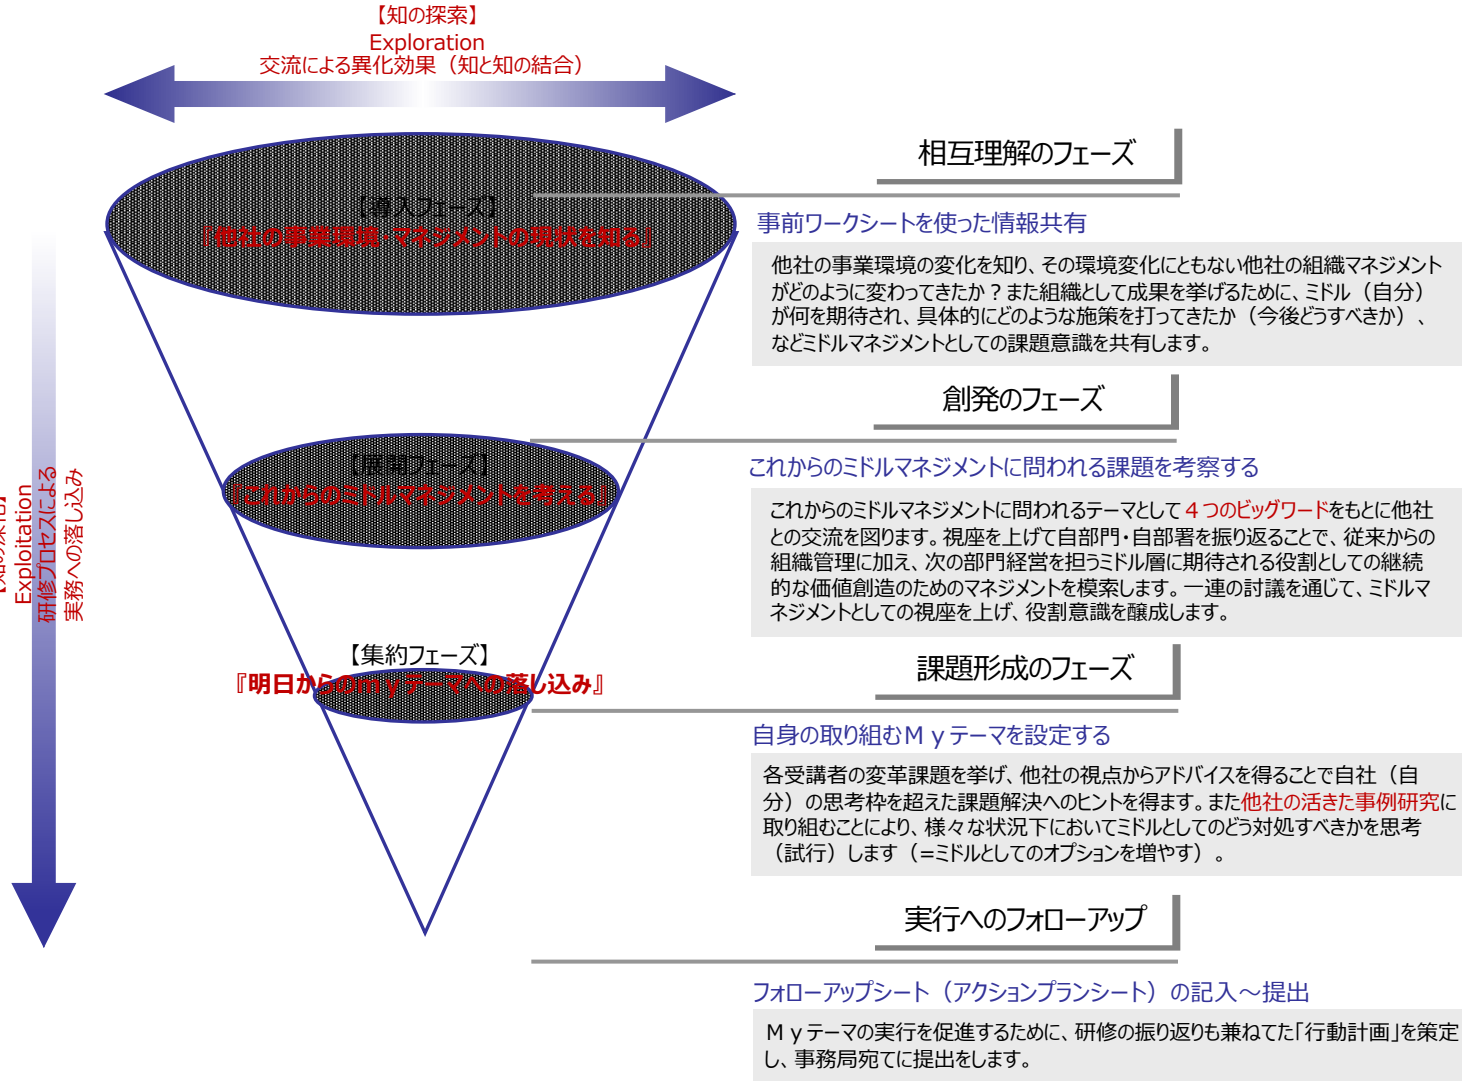 【知の探索】
Exploration
交流による異化効果（知と知の結合）
【導入フェーズ】
『他社の事業環境・マネジメントの現状を知る』
【展開フェーズ】
『これからのミドルマネジメントを考える』
【集約フェーズ】
『明日からのｍｙテーマへの落し込み』
Exploitation
研修プロセスによる
実務への落し込み
相互理解のフェーズ
事前ワークシートを使った情報共有
他社の事業環境の変化を知り、その環境変化にともない他社の組織マネジメント
がどのように変わってきたか？また組織として成果を挙げるために、ミドル（自分）
が何を期待され、具体的にどのような施策を打ってきたか（今後どうすべきか）、
などミドルマネジメントとしての課題意識を共有します。
創発のフェーズ
これからのミドルマネジメントに問われる課題を考察する
これからのミドルマネジメントに問われるテーマとして４つのビッグワードをもとに他社
との交流を図ります。視座を上げて自部門・自部署を振り返ることで、従来からの
組織管理に加え、次の部門経営を担うミドル層に期待される役割としての継続
的な価値創造のためのマネジメントを模索します。一連の討議を通じて、ミドルマ
ネジメントとしての視座を上げ、役割意識を醸成します。
課題形成のフェーズ
自身の取り組むＭｙテーマを設定する
各受講者の変革課題を挙げ、他社の視点からアドバイスを得ることで自社（自
分）の思考枠を超えた課題解決へのヒントを得ます。また他社の活きた事例研究に
取り組むことにより、様々な状況下においてミドルとしてのどう対処すべきかを思考
（試行）します（=ミドルとしてのオプションを増やす）。
実行へのフォローアップ
フォローアップシート（アクションプランシート）の記入～提出
Ｍｙテーマの実行を促進するために、研修の振り返りも兼ねてた「行動計画」を策定
し、事務局宛てに提出をします。